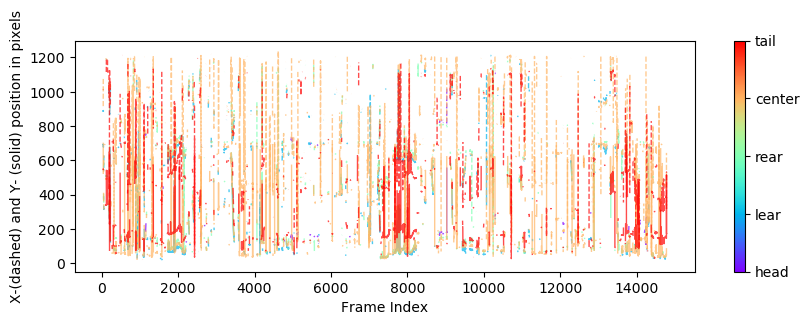 X-(dashed) and Y- (solid) position in pixels
1200
1000
800
600
400
200
0
0 2000 4000 6000 8000 10000 12000 14000
Frame Index
tail
center
rear
lear
head